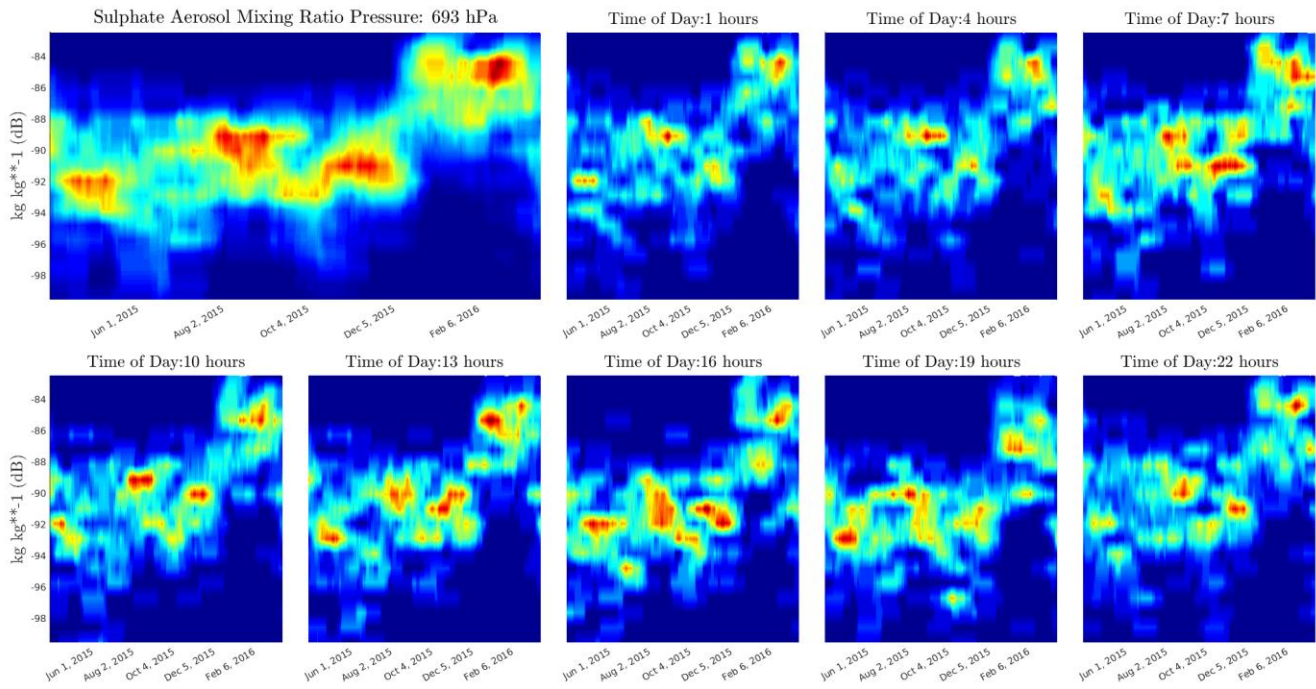 Sulphate Aerosol Mixing Ratio Pressure: 693 hPa
Time of Day:1 hours
Time of Day:4 hours
Time of Day:7 hours
kg kg**-1 (dB)
-84
-86
-88
-90
-92
-94
-96
-98
Jun 1, 2015
Aug 2, 2015
Oct 4, 2015
Dec 5, 2015
Feb 6, 2016
Jun 1, 2015
Aug 2, 2015
Oct 4, 2015
Dec 5, 2015
Feb 6, 2016
Jun 1, 2015
Aug 2, 2015
Oct 4, 2015
Dec 5, 2015
Feb 6, 2016
Jun 1, 2015
Aug 2, 2015
Oct 4, 2015
Dec 5, 2015
Feb 6, 2016
Time of Day:10 hours
Time of Day:13 hours
Time of Day:16 hours
Time of Day:19 hours
Time of Day:22 hours
kg kg**-1 (dB)
-84
-86
-88
-90
-92
-94
-96
-98
Jun 1, 2015
Aug 2, 2015
Oct 4, 2015
Dec 5, 2015
Feb 6, 2016
Jun 1, 2015
Aug 2, 2015
Oct 4, 2015
Dec 5, 2015
Feb 6, 2016
Jun 1, 2015
Aug 2, 2015
Oct 4, 2015
Dec 5, 2015
Feb 6, 2016
Jun 1, 2015
Aug 2, 2015
Oct 4, 2015
Dec 5, 2015
Feb 6, 2016
Jun 1, 2015
Aug 2, 2015
Oct 4, 2015
Dec 5, 2015
Feb 6, 2016